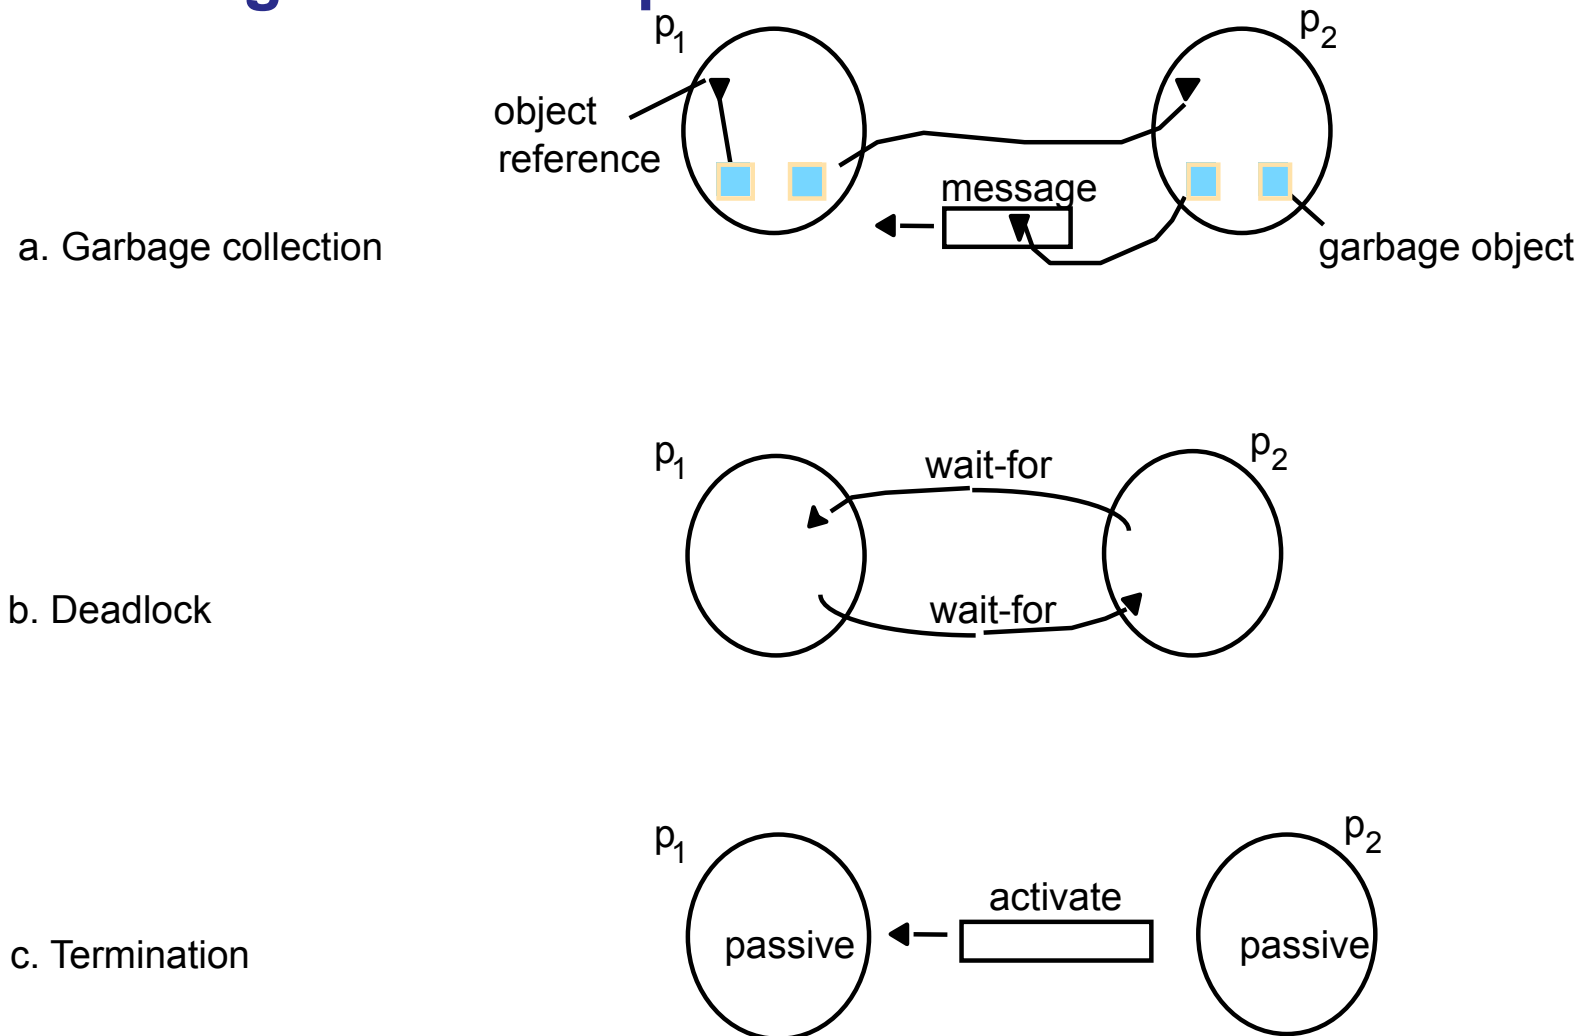 p1
p2
object
reference
message
garbage object
a. Garbage collection
p1
wait-for
p2
wait-for
b. Deadlock
p1
p2
activate
passive
passive
c. Termination